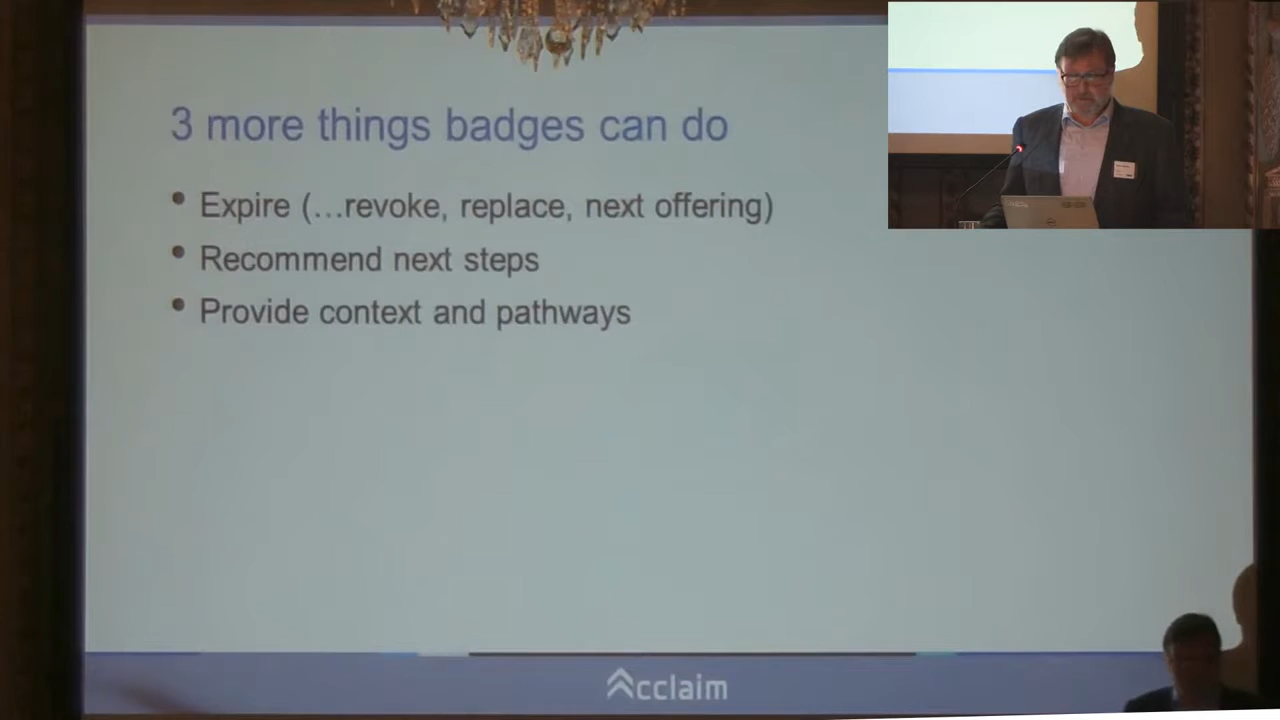 3 more things badges can do
• Expire (…revoke, replace, next offering)
• Recommend next steps
• Provide context and pathways
Acclaim